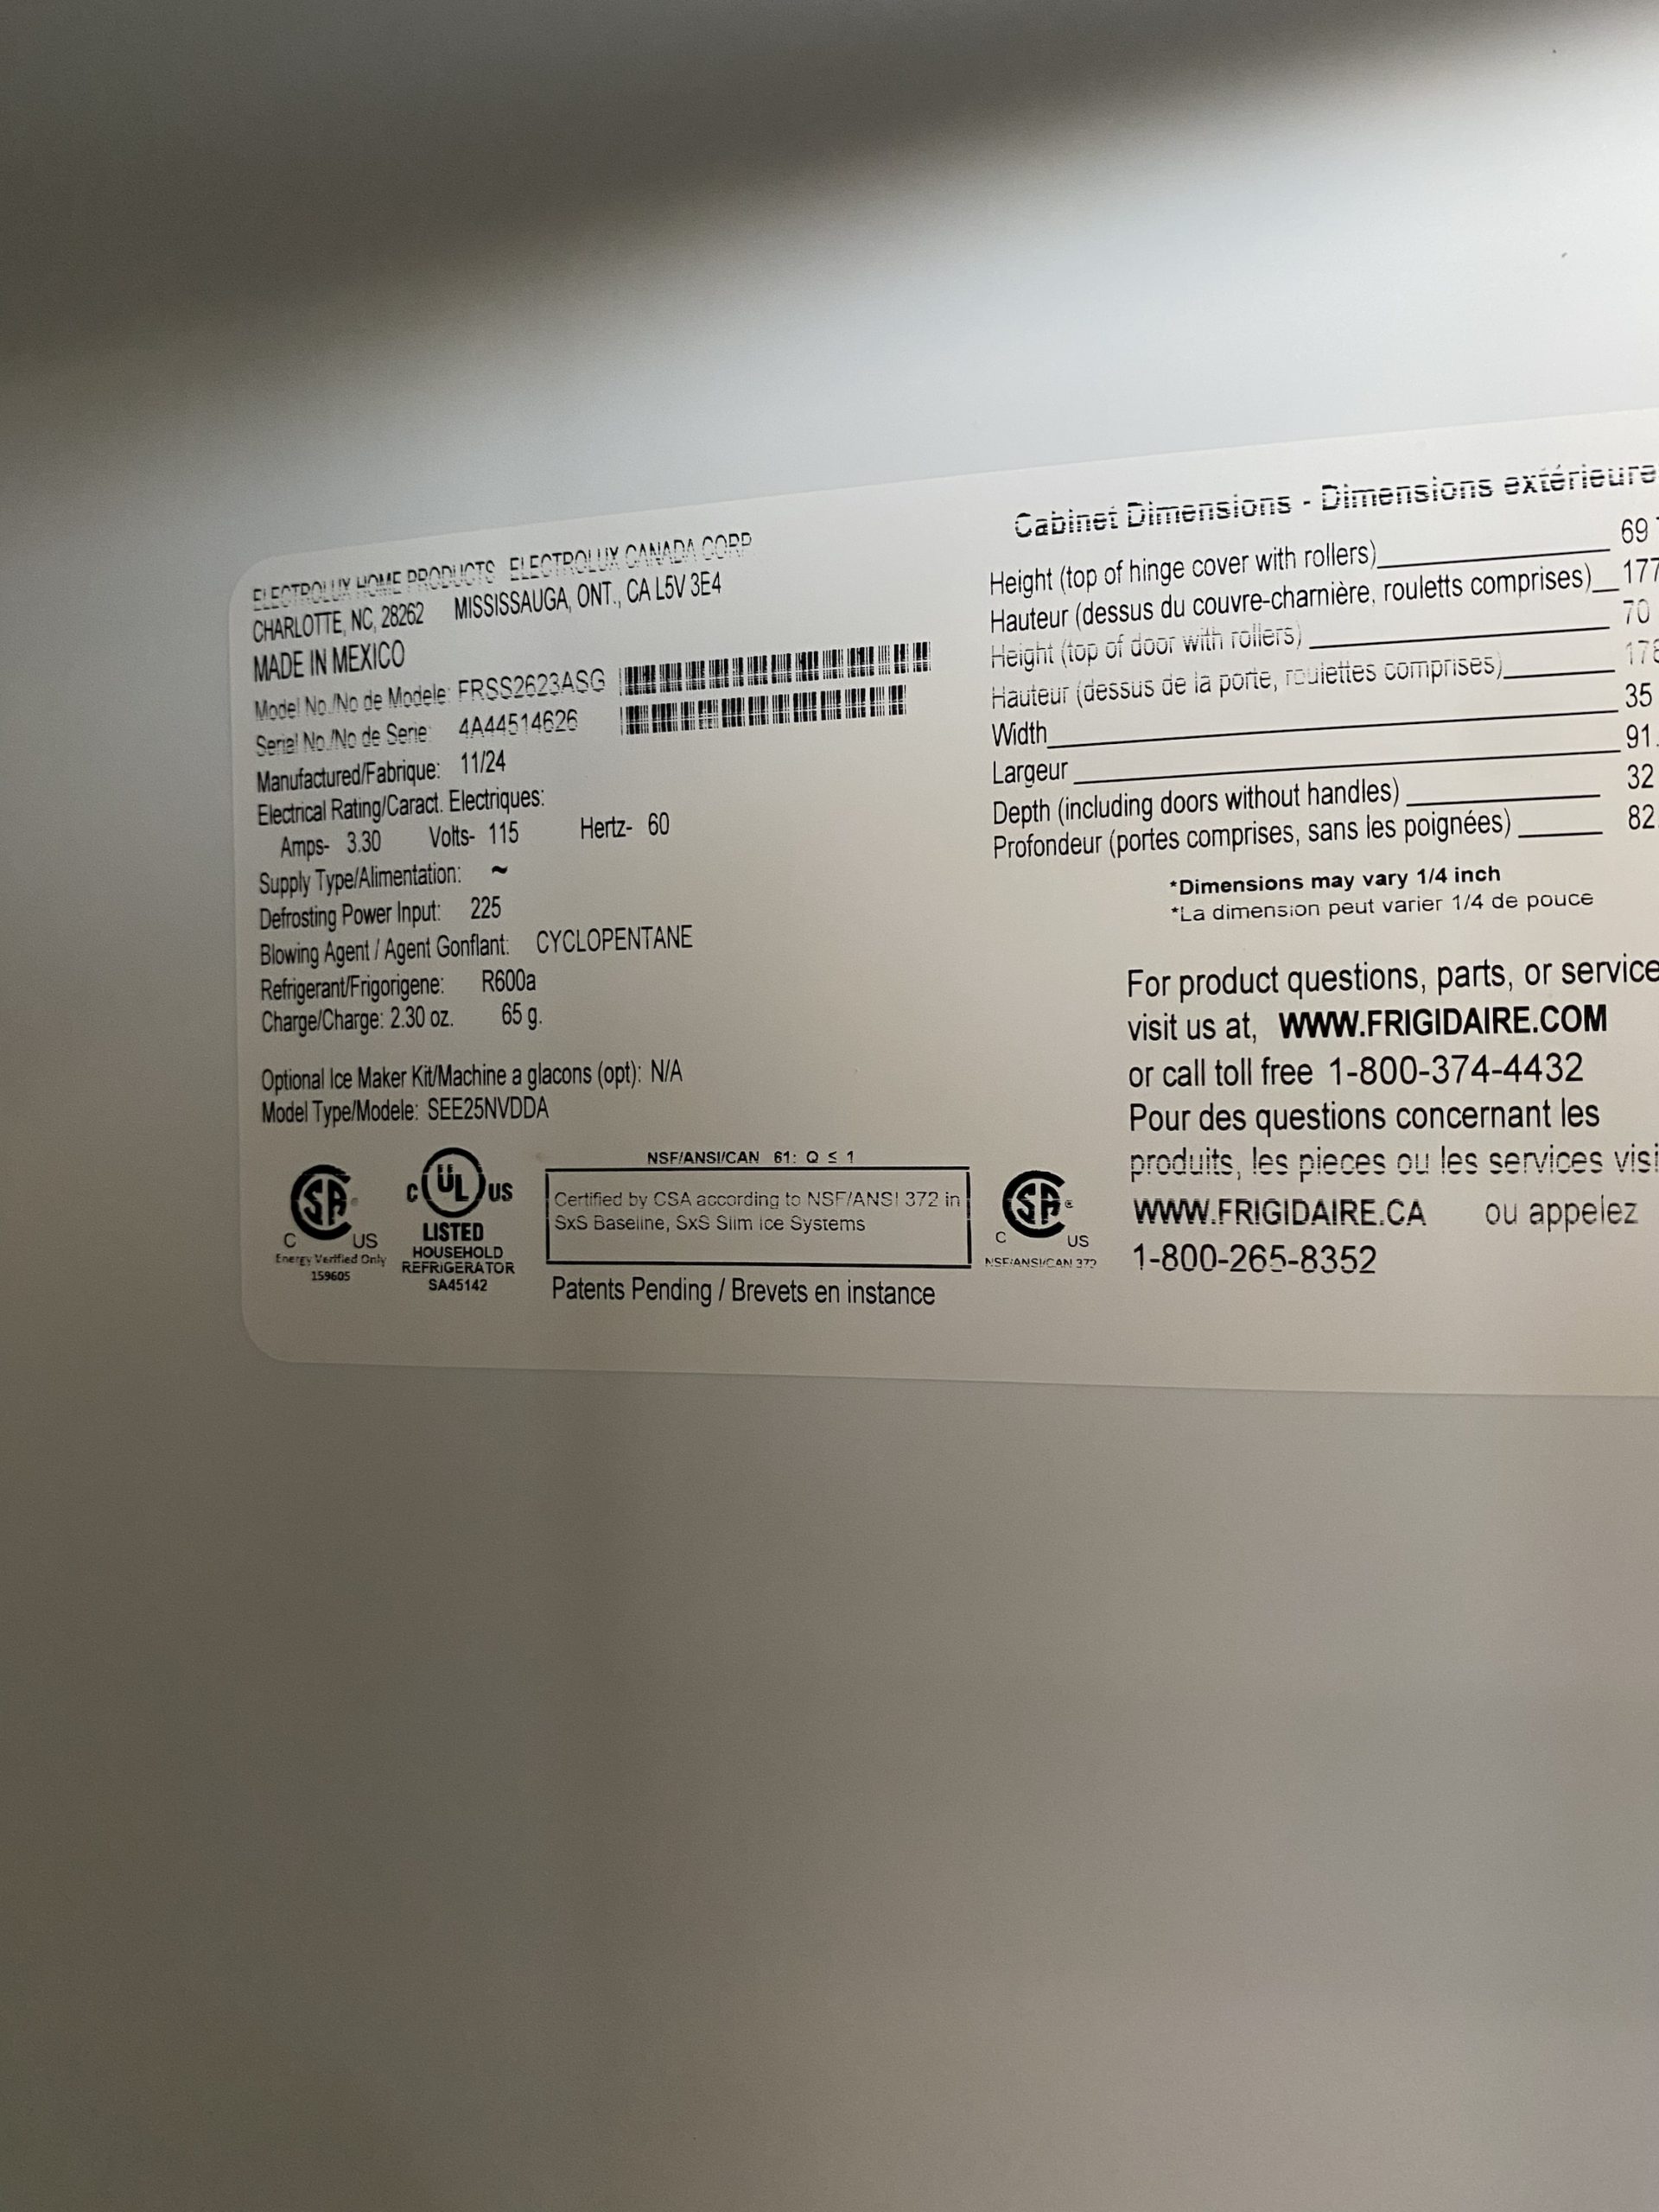 ELECTROLUX HOME PRODUCTS ELECTROLUX CANADA CORP
CHARLOTTE, NC, 28262 MISSISSAUGA, ONT., CA L5V 3E4
MADE IN MEXICO
Model No./No de Modele: FRSS2623ASG
Serial No./No de Serie: 4A44514626
Manufactured/Fabrique: 11/24
Electrical Rating/Caract. Electriques:
Amps- 3.30 Volts- 115 Hertz- 60
Supply Type/Alimentation: ~
Defrosting Power Input: 225
Blowing Agent / Agent Gonflant: CYCLOPENTANE
Refrigerant/Frigorigene: R600a
Charge/Charge: 2.30 oz. 65 g.
Optional Ice Maker Kit/Machine a glacons (opt): N/A
Model Type/Modele: SEE25NVDDA
SA®
C US
Energy Verified Only
159605
C UL US
LISTED
HOUSEHOLD
REFRIGERATOR
SA45142
NSF/ANSI/CAN 61: Q ≤ 1
Certified by CSA according to NSF/ANSI 372 in
SxS Baseline, SxS Slim Ice Systems
Patents Pending / Brevets en instance
SA®
C US
NSF/ANSI/CAN 372
Cabinet Dimensions - Dimensions extérieure
Height (top of hinge cover with rollers) 69
Hauteur (dessus du couvre-charnière, rouletts comprises) 177
Height (top of door with rollers) 70
Hauteur (dessus de la porte, roulettes comprises)
Width 35
Largeur 91.
Depth (including doors without handles) 32
Profondeur (portes comprises, sans les poignées) 82.
*Dimensions may vary 1/4 inch
*La dimension peut varier 1/4 de pouce
For product questions, parts, or service
visit us at, WWW.FRIGIDAIRE.COM
or call toll free 1-800-374-4432
Pour des questions concernant les
produits, les pieces ou les services visi
WWW.FRIGIDAIRE.CA ou appelez
1-800-265-8352